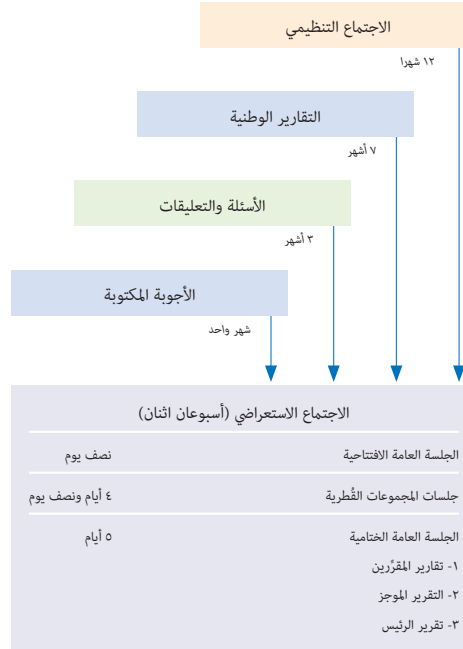 الاجتماع التنظيمي
١٢ شهرا
التقارير الوطنية
٧ أشهر
الأسئلة والتعليقات
٣ أشهر
الأجوبة المكتوبة
شهر واحد
الاجتماع الاستعراضي (أسبوعان اثنان)
الجلسة العامة الافتتاحية نصف يوم
جلسات المجموعات القُطرية ٤ أيام ونصف يوم
الجلسة العامة الختامية ٥ أيام
١- تقارير المقرَّرين
٢- التقرير الموجز
٣- تقرير الرئيس